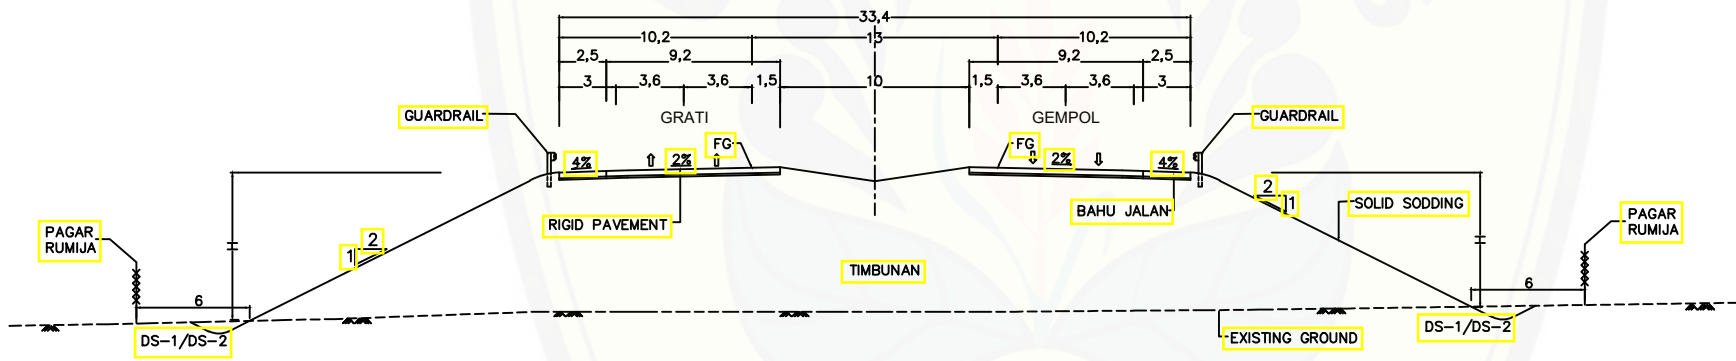 33,4
10,2 13 10,2
2,5 9,2 9,2 2,5
3 3,6 3,6 1,5 10 1,5 3,6 3,6 3
GUARDRAIL GRATI GEMPOL GUARDRAIL
FG FG
4% 2% 2% 4%
2 1 SOLID SODDING
RIGID PAVEMENT BAHU JALAN
PAGAR
RUMIJA
PAGAR
RUMIJA
1 2
TIMBUNAN
6 6
DS-1/DS-2 DS-1/DS-2
EXISTING GROUND